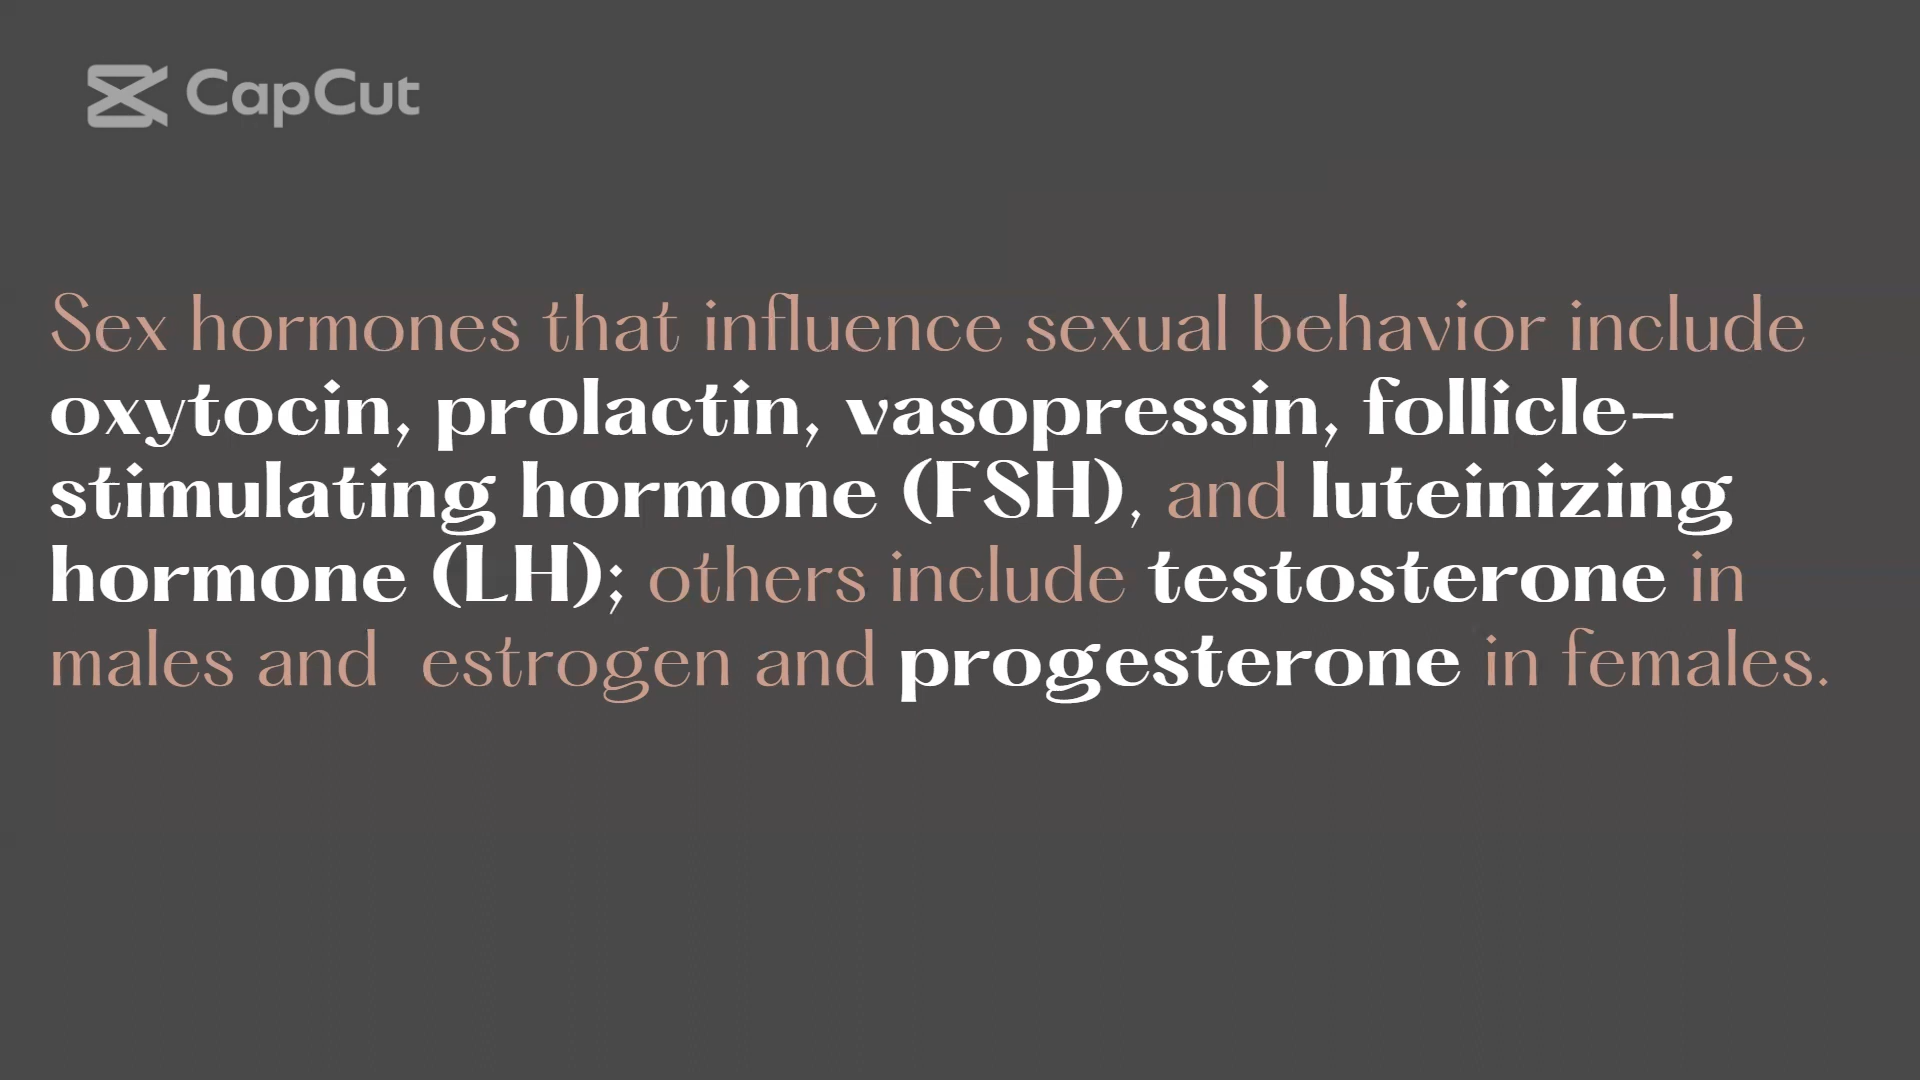 CapCut
Sex hormones that influence sexual behavior include
oxytocin, prolactin, vasopressin, follicle-
stimulating hormone (FSH), and luteinizing
hormone (LH); others include testosterone in
males and  estrogen and progesterone in females.